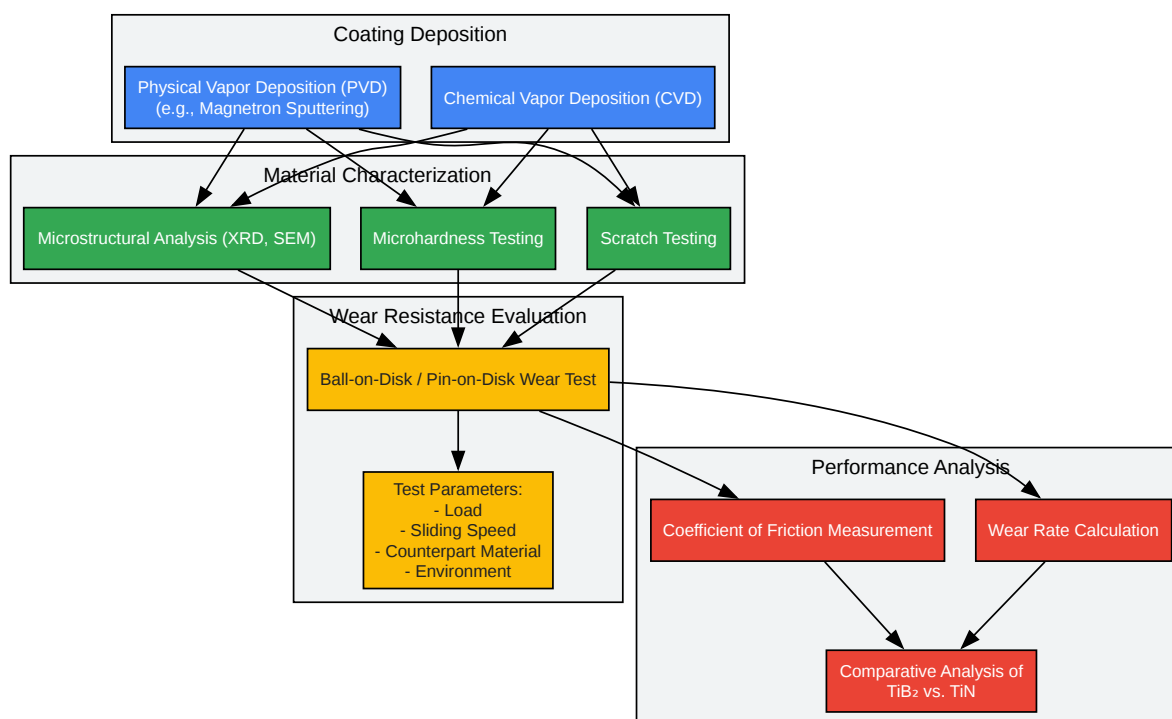 Coating Deposition
Physical Vapor Deposition (PVD)
(e.g., Magnetron Sputtering)
Chemical Vapor Deposition (CVD)
Material Characterization
Microstructural Analysis (XRD, SEM)
Microhardness Testing
Scratch Testing
Wear Resistance Evaluation
Ball-on-Disk / Pin-on-Disk Wear Test
Test Parameters:
- Load
- Sliding Speed
- Counterpart Material
- Environment
Performance Analysis
Coefficient of Friction Measurement
Wear Rate Calculation
Comparative Analysis of
TiB₂ vs. TiN